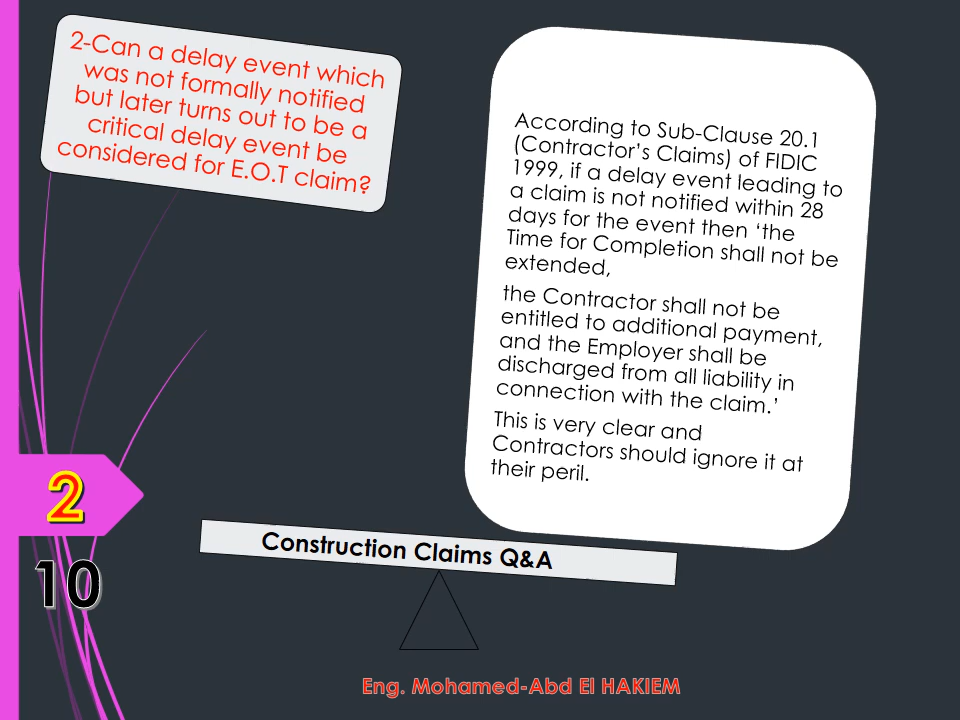 2-Can a delay event which
was not formally notified
but later turns out to be a
critical delay event be
considered for E.O.T claim?
According to Sub-Clause 20.1
(Contractor's Claims) of FIDIC
1999, if a delay event leading to
a claim is not notified within 28
days for the event then ‘the
Time for Completion shall not be
extended,
the Contractor shall not be
entitled to additional payment,
and the Employer shall be
discharged from all liability in
connection with the claim.’
This is very clear and
Contractors should ignore it at
their peril.
2
10
Construction Claims Q&A
Eng. Mohamed-Abd El HAKIEM